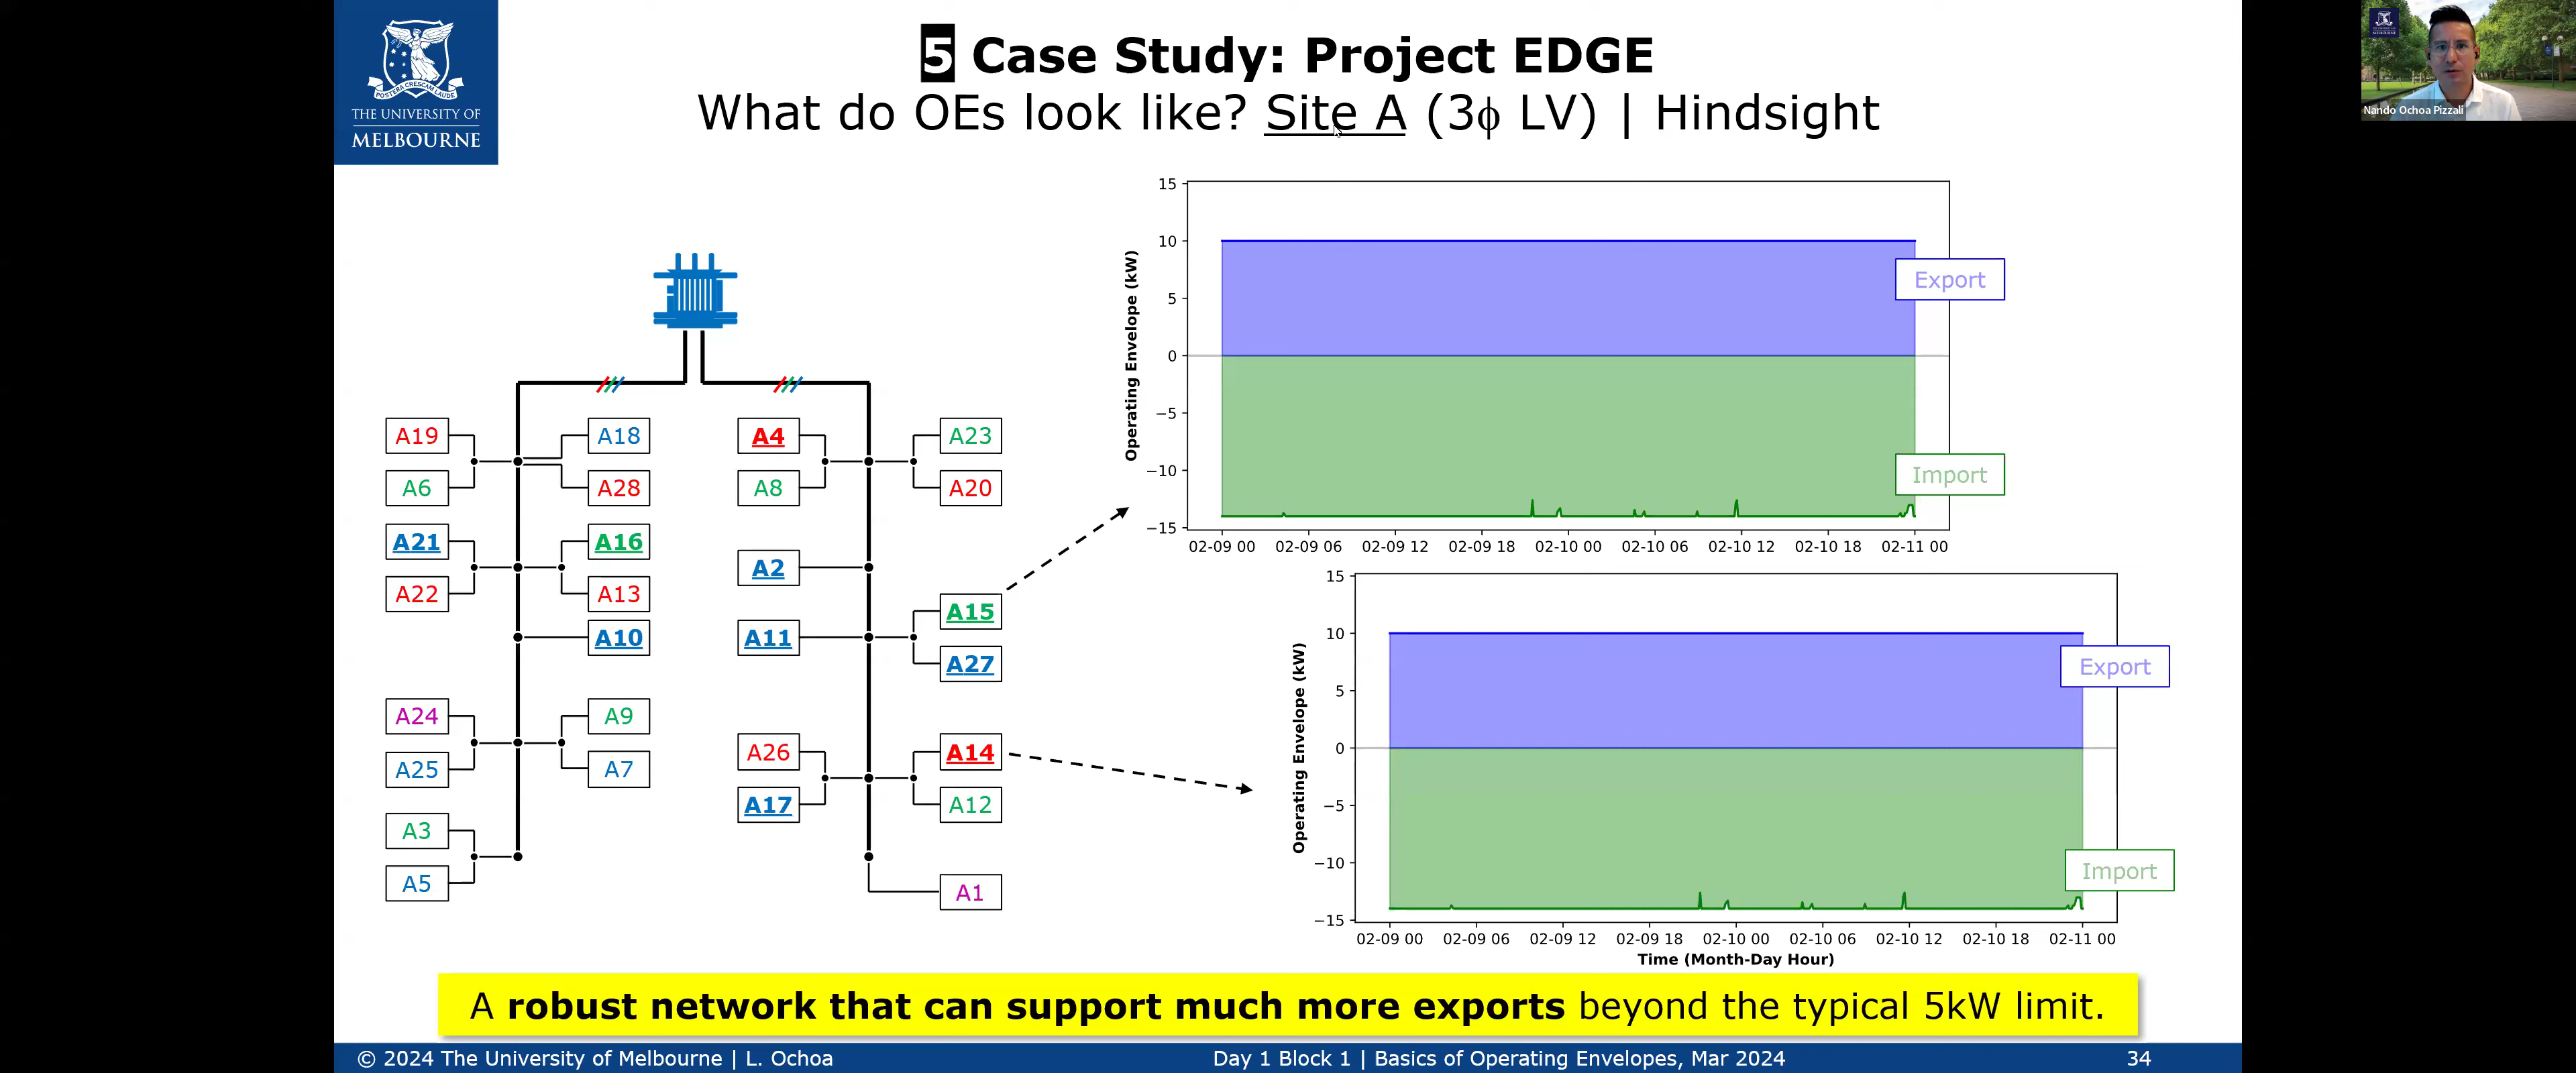 5 Case Study: Project EDGE
What do OEs look like? Site A (3ϕ LV) | Hindsight
POSTERA CRESCAM LAUDE
THE UNIVERSITY OF
MELBOURNE
Nando Ochoa Pizzali
A19
A18
A6
A28
A21
A16
A22
A13
A10
A24
A9
A25
A7
A3
A5
A4
A23
A8
A20
A2
A15
A11
A27
A26
A14
A17
A12
A1
Operating Envelope (kW)
15
10
5
0
−5
−10
−15
Export
Import
02-09 00 02-09 06 02-09 12 02-09 18 02-10 00 02-10 06 02-10 12 02-10 18 02-11 00
Operating Envelope (kW)
15
10
5
0
−5
−10
−15
Export
Import
02-09 00 02-09 06 02-09 12 02-09 18 02-10 00 02-10 06 02-10 12 02-10 18 02-11 00
Time (Month-Day Hour)
A robust network that can support much more exports beyond the typical 5kW limit.
© 2024 The University of Melbourne | L. Ochoa
Day 1 Block 1 | Basics of Operating Envelopes, Mar 2024
34